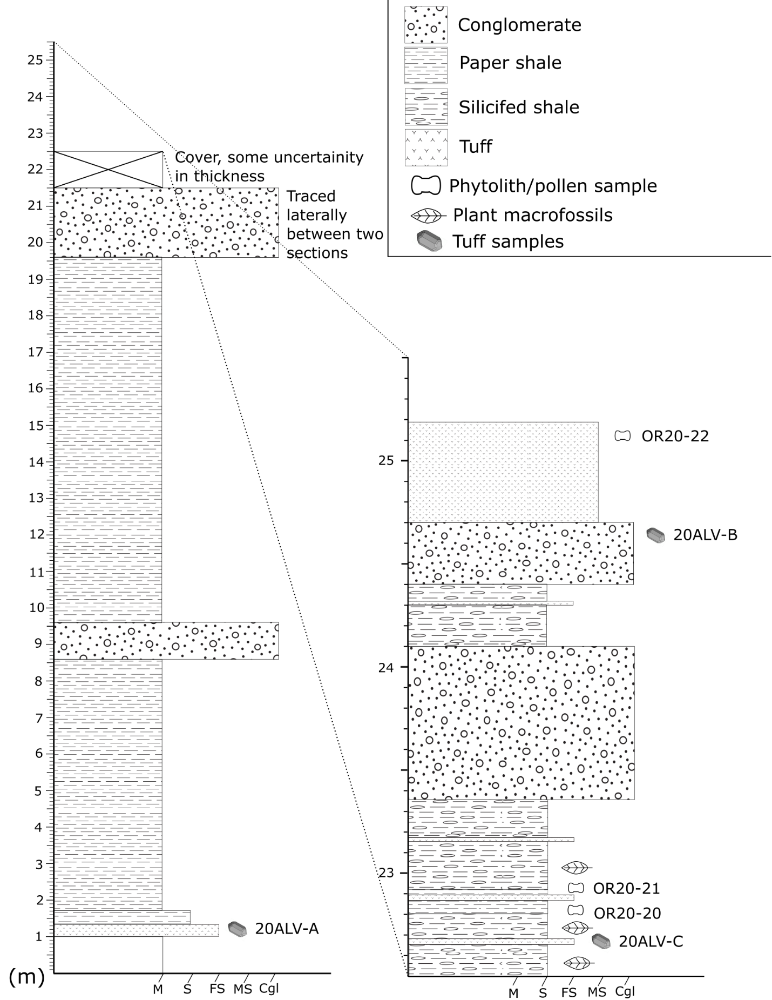 Conglomerate
Paper shale
Silicifed shale
Tuff
Phytolith/pollen sample
Plant macrofossils
Tuff samples
25
24
23
22
21
20
19
18
17
16
15
14
13
12
11
10
9
8
7
6
5
4
3
2
1
(m)
Cover, some uncertainity
in thickness
Traced
laterally
between two
sections
20ALV-A
M S FS MS Cgl
25
24
23
OR20-22
20ALV-B
OR20-21
OR20-20
20ALV-C
M S FS MS Cgl